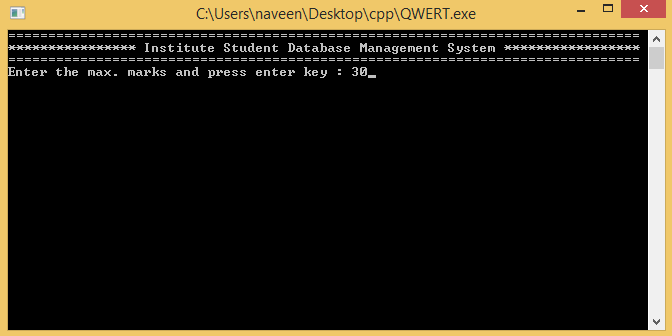 C:\Users\naveen\Desktop\cpp\QWERT.exe
===============================================================================
**************** Institute Student Database Management System *****************
===============================================================================
Enter the max. marks and press enter key : 30_